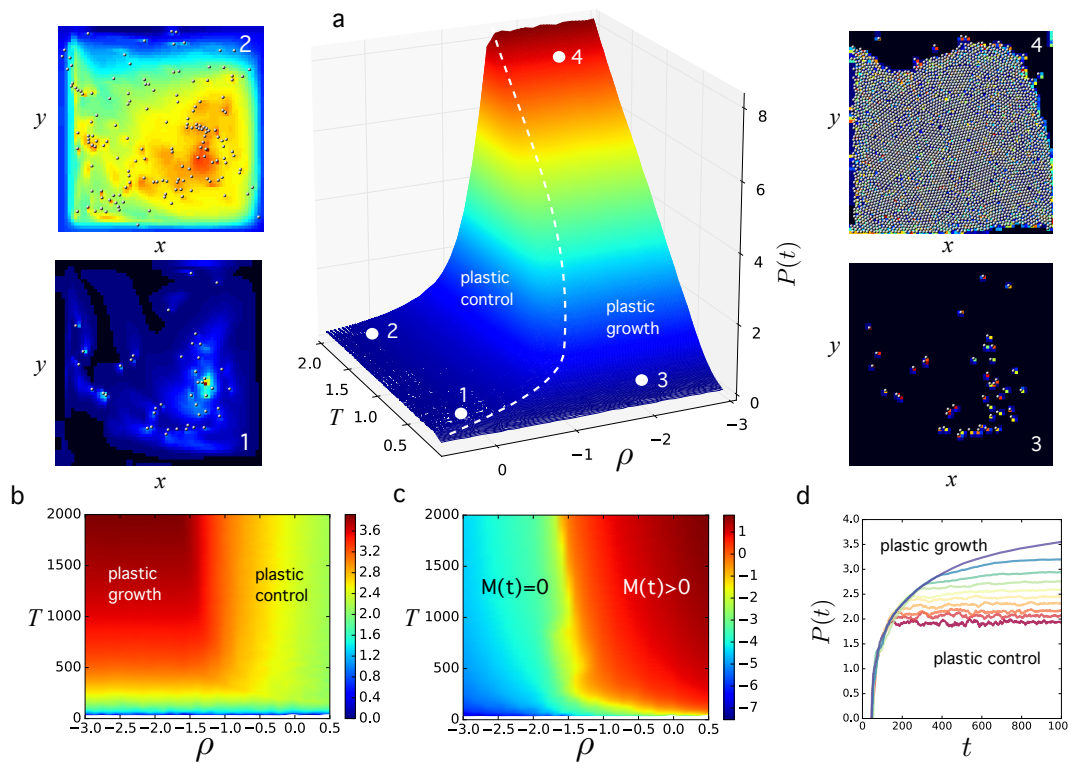 a
2
y
x
1
y
x
4
y
x
3
y
x
4
2
1
3
plastic
control
plastic
growth
8
6
4
2
0
P(t)
2.0
1.5
1.0
0.5
T
0
−1
−2
−3
ρ
b
2000
1500
1000
500
0
T
plastic
growth
plastic
control
−3.0 −2.5 −2.0 −1.5 −1.0 −0.5 0.0 0.5
ρ
3.6
3.2
2.8
2.4
2.0
1.6
1.2
0.8
0.4
0.0
c
2000
1500
1000
500
0
T
M(t)=0
M(t)>0
−3.0 −2.5 −2.0 −1.5 −1.0 −0.5 0.0 0.5
ρ
1
0
−1
−2
−3
−4
−5
−6
−7
d
4.0
3.5
3.0
2.5
2.0
1.5
1.0
0.5
0.0
P(t)
plastic growth
plastic control
0 200 400 600 800 100
t